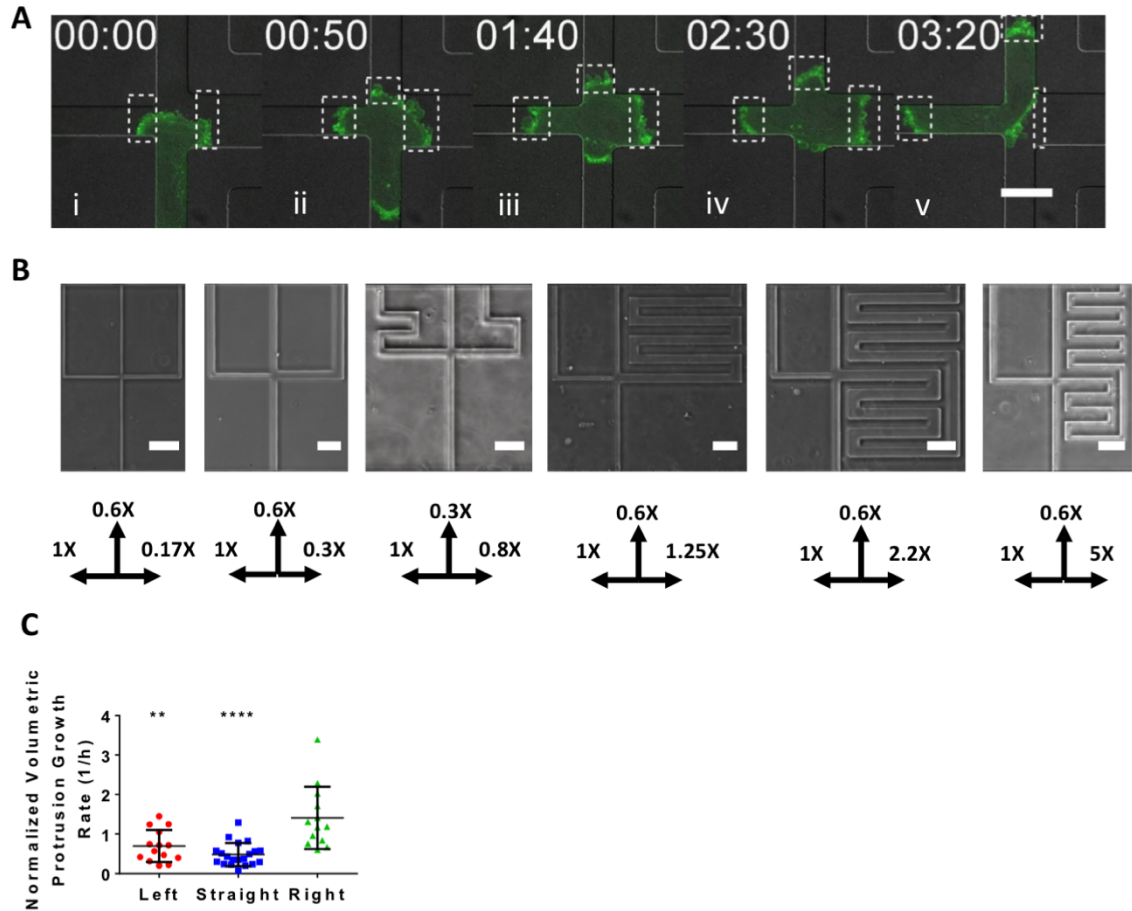 A
00:00 00:50 01:40 02:30 03:20
i ii iii iv v
B
0.6X 0.6X 0.3X 0.6X 0.6X 0.6X
1X 0.17X 1X 0.3X 1X 0.8X 1X 1.25X 1X 2.2X 1X 5X
C
Normalized Volumetric
Protrusion Growth
Rate (1/h)
** ****
4
3
2
1
0
Left Straight Right